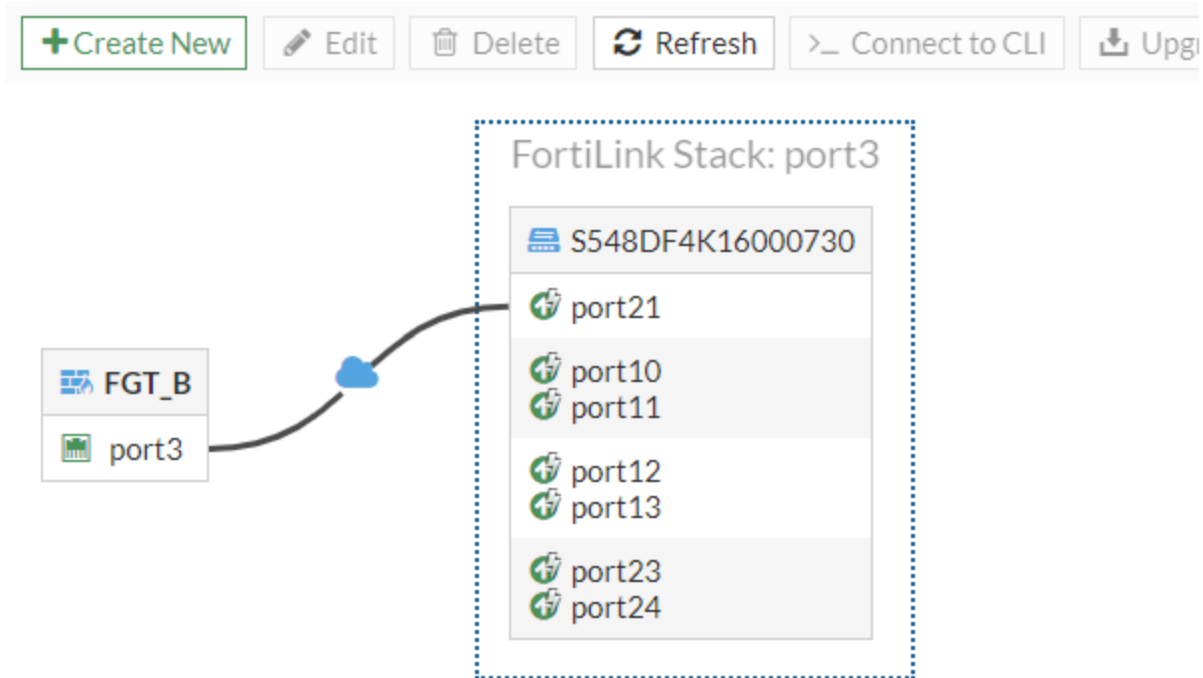 +Create New Edit Delete Refresh >_ Connect to CLI
FortiLink Stack: port3
S548DF4K16000730
port21
port10
port11
FGT_B
port3
port12
port13
port23
port24